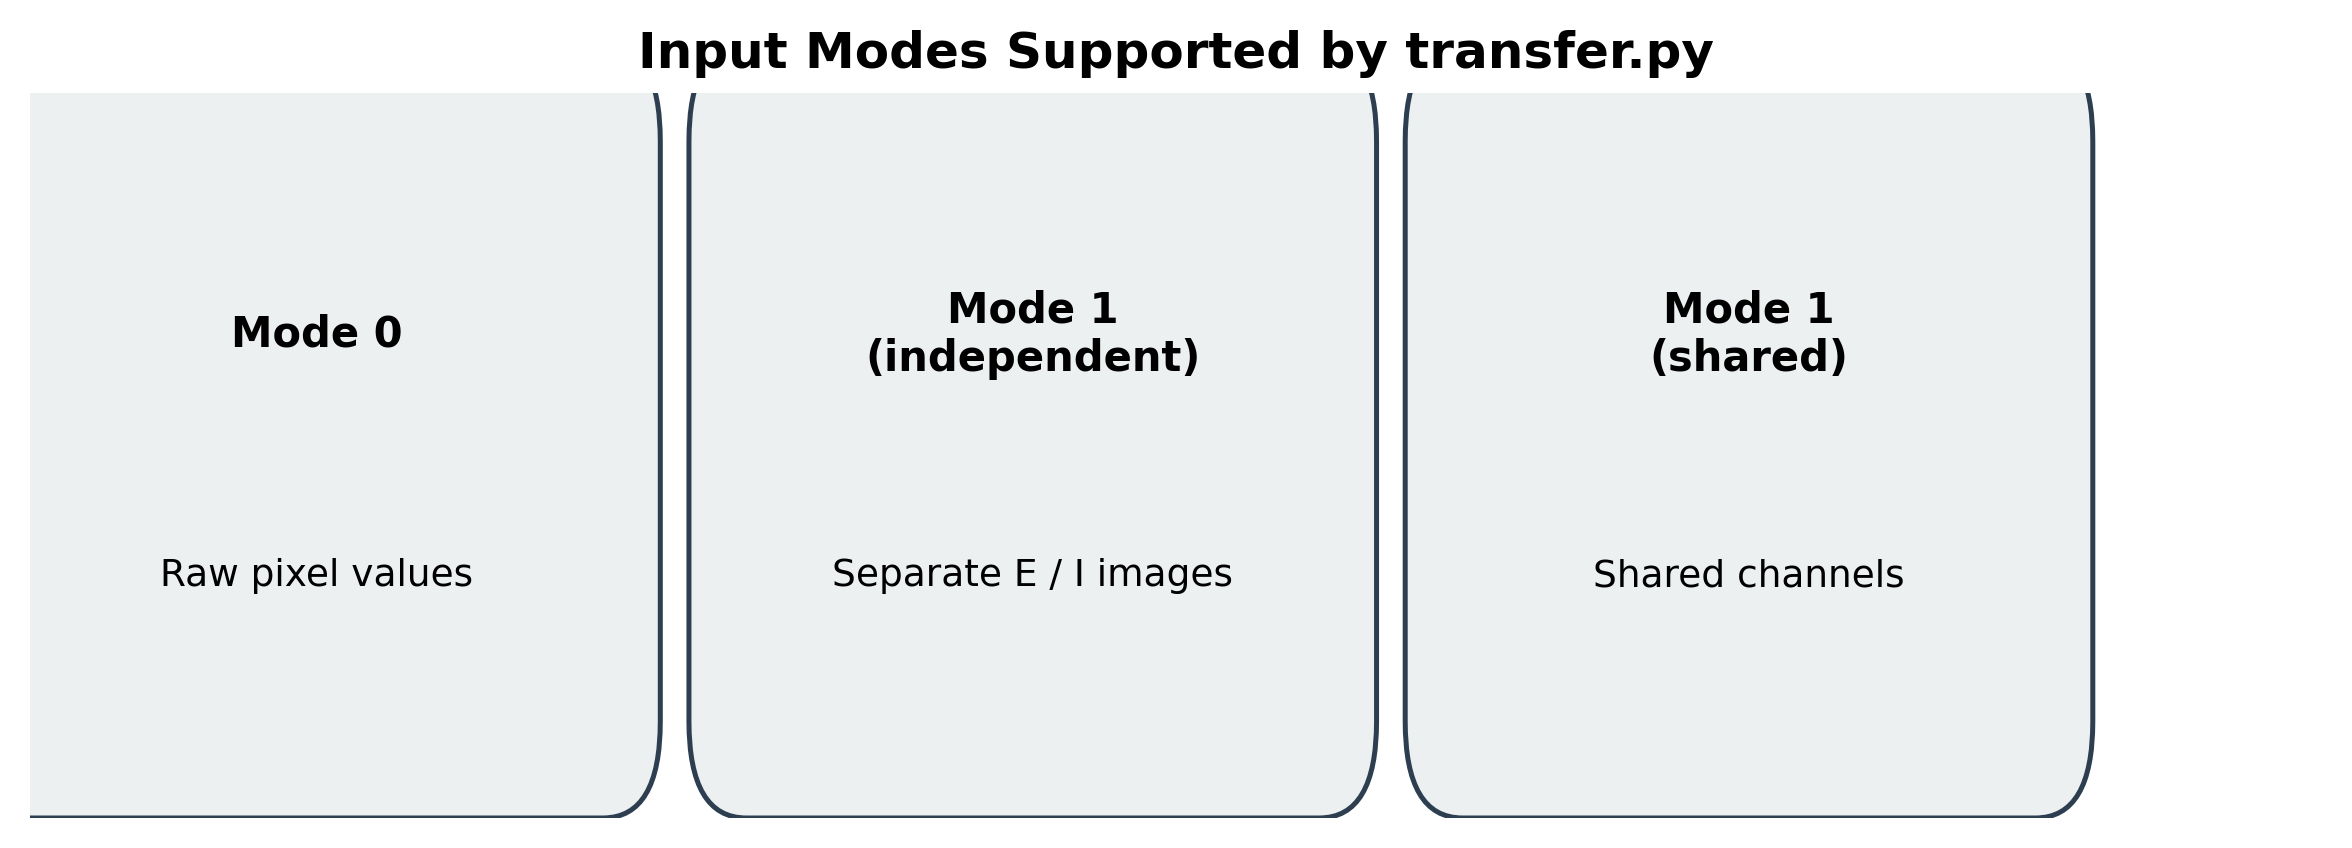 Input Modes Supported by transfer.py
Mode 0
Raw pixel values
Mode 1
(independent)
Separate E / I images
Mode 1
(shared)
Shared channels